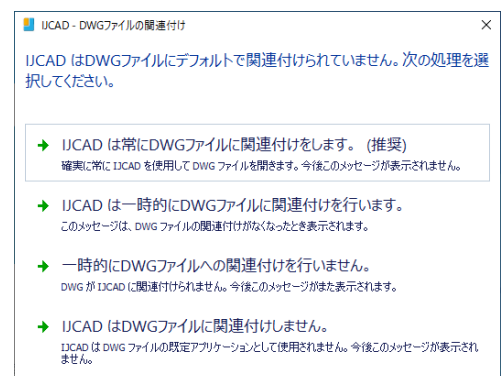 IJCAD - DWGファイルの関連付け
IJCAD はDWGファイルにデフォルトで関連付けられていません。次の処理を選
択してください。
IJCAD は常にDWGファイルに関連付けをします。 (推奨)
確実に常に IJCAD を使用して DWG ファイルを開きます。今後このメッセージが表示されません。
IJCAD は一時的にDWGファイルに関連付けを行います。
このメッセージは、DWG ファイルの関連付けがなくなったとき表示されます。
一時的にDWGファイルへの関連付けを行いません。
DWG が IJCAD に関連付けられません。今後このメッセージがまた表示されます。
IJCAD はDWGファイルに関連付けしません。
IJCAD は DWG ファイルの既定アプリケーションとして使用されません。今後このメッセージが表示され
ません。